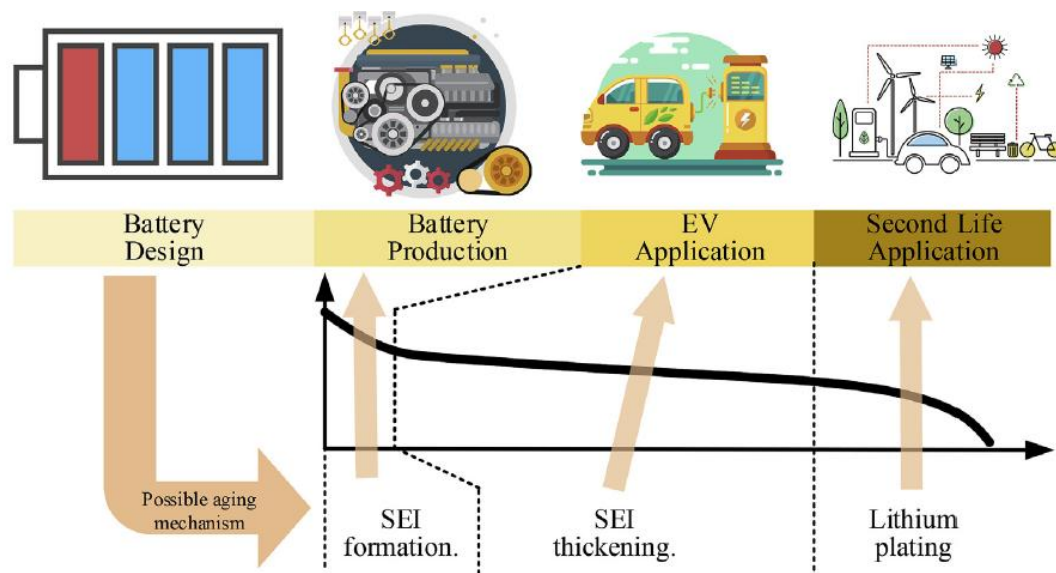 Battery
Design
Battery
Production
EV
Application
Second Life
Application
Possible aging
mechanism
SEI
formation.
SEI
thickening.
Lithium
plating